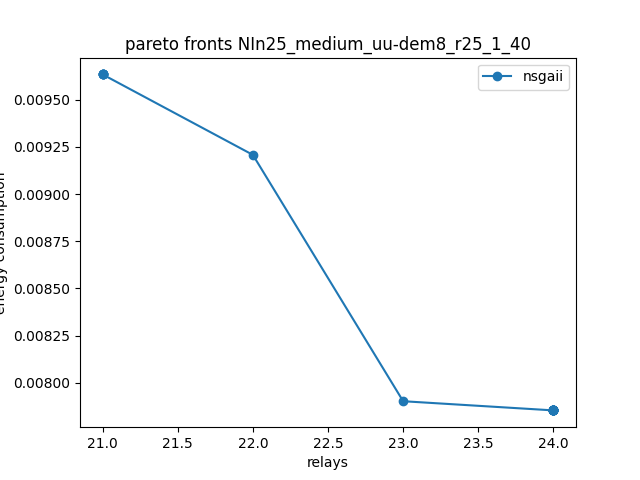 pareto fronts NIn25_medium_uu-dem8_r25_1_40
nsgaii
0.00950
0.00925
0.00900
0.00875
0.00850
0.00825
0.00800
energy consumption
21.0 21.5 22.0 22.5 23.0 23.5 24.0
relays